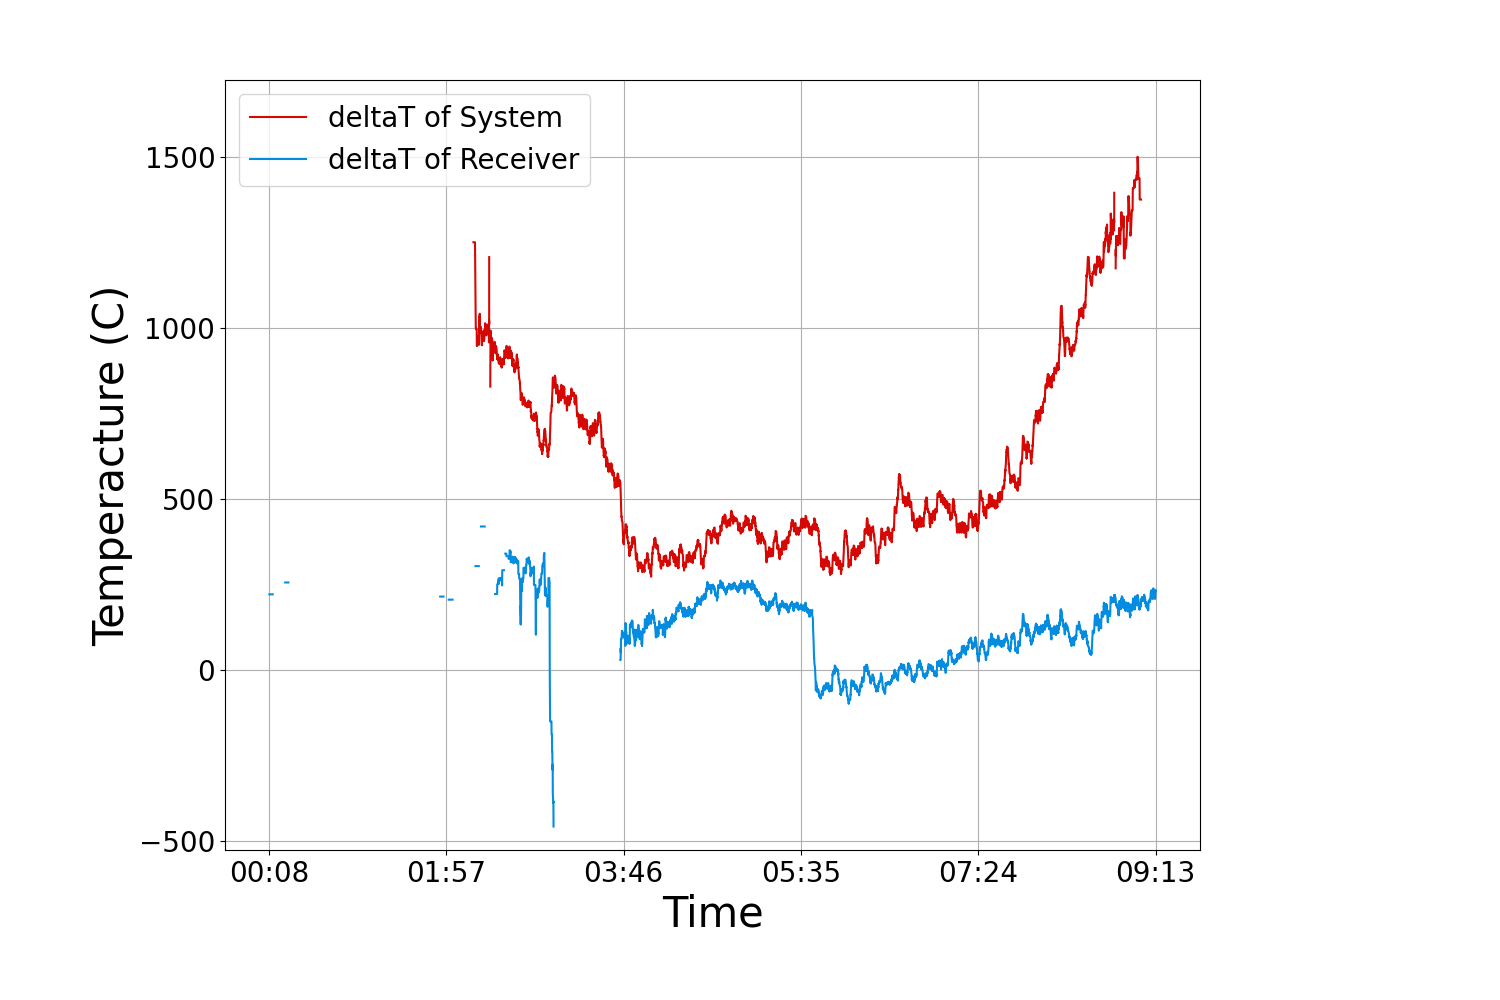 deltaT of System
deltaT of Receiver
1500
1000
500
0
−500
Temperacture (C)
00:08 01:57 03:46 05:35 07:24 09:13
Time